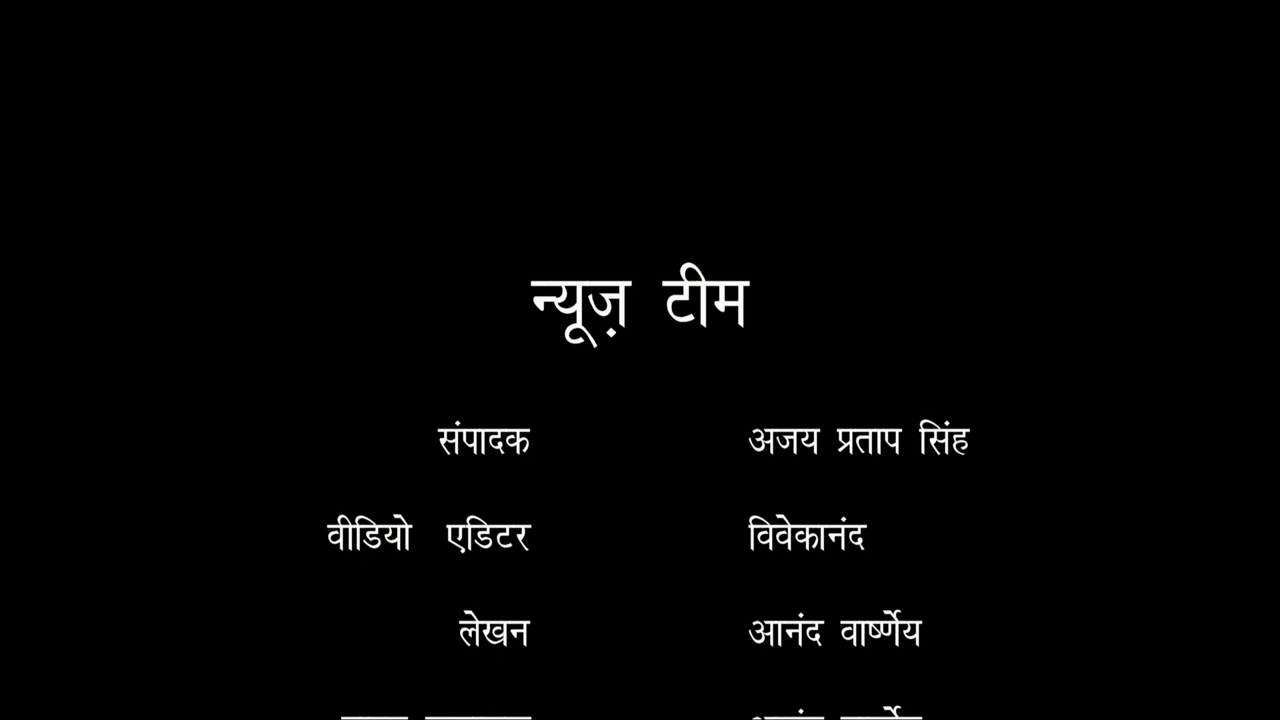 न्यूज़ टीम
संपादक अजय प्रताप सिंह
वीडियो एडिटर विवेकानंद
लेखन आनंद वार्ष्णेय